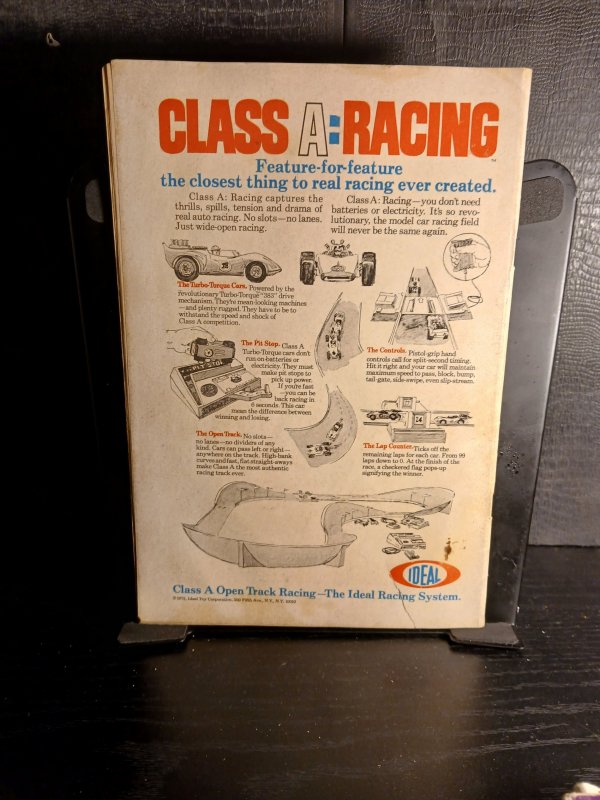 CLASS A: RACING
TM
Feature-for-feature
the closest thing to real racing ever created.
Class A: Racing captures the
thrills, spills, tension and drama of
real auto racing. No slots—no lanes.
Just wide-open racing.
Class A: Racing—you don't need
batteries or electricity. It's so revo-
lutionary, the model car racing field
will never be the same again.
The Turbo-Torque Cars. Powered by the
revolutionary Turbo-Torque "383" drive
mechanism. They're mean-looking machines
—and plenty rugged. They have to be to
withstand the speed and shock of
Class A competition.
The Pit Stop. Class A
Turbo-Torque cars don't
run on batteries or
electricity. They must
make pit stops to
pick up power.
If you're fast
—you can be
back racing in
6 seconds. This can
mean the difference between
winning and losing.
PIT STOP
The Controls. Pistol-grip hand
controls call for split-second timing.
Hit it right and your car will maintain
maximum speed to pass, block, bump,
tail-gate, side-swipe, even slip-stream.
The Open Track. No slots—
no lanes—no dividers of any
kind. Cars can pass left or right—
anywhere on the track. High-bank
curves and fast, flat straight-aways
make Class A the most authentic
racing track ever.
The Lap Counter. Ticks off the
remaining laps for each car. From 99
laps down to 0. At the finish of the
race, a checkered flag pops-up
signifying the winner.
IDEAL
Class A Open Track Racing—The Ideal Racing System.
Ideal Toy Corporation, 200 Fifth Ave., N.Y., N.Y. 10010